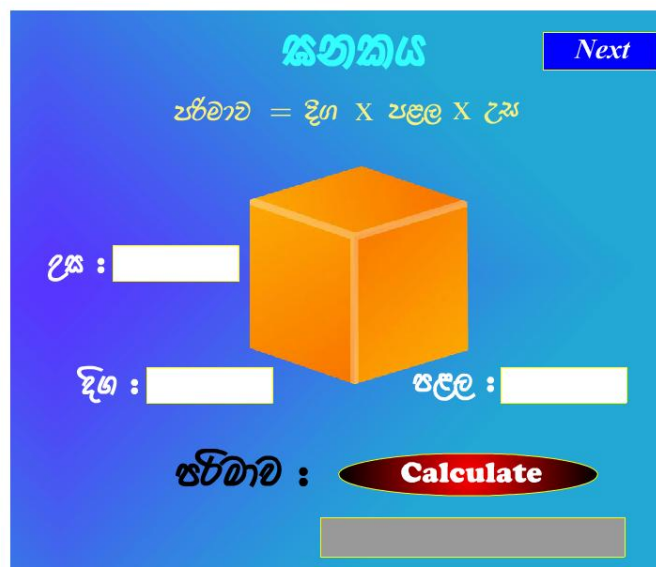 ඝනකය
Next
පරිමාව = දිග X පළල X උස
උස :
දිග :
පළල :
පරිමාව :
Calculate